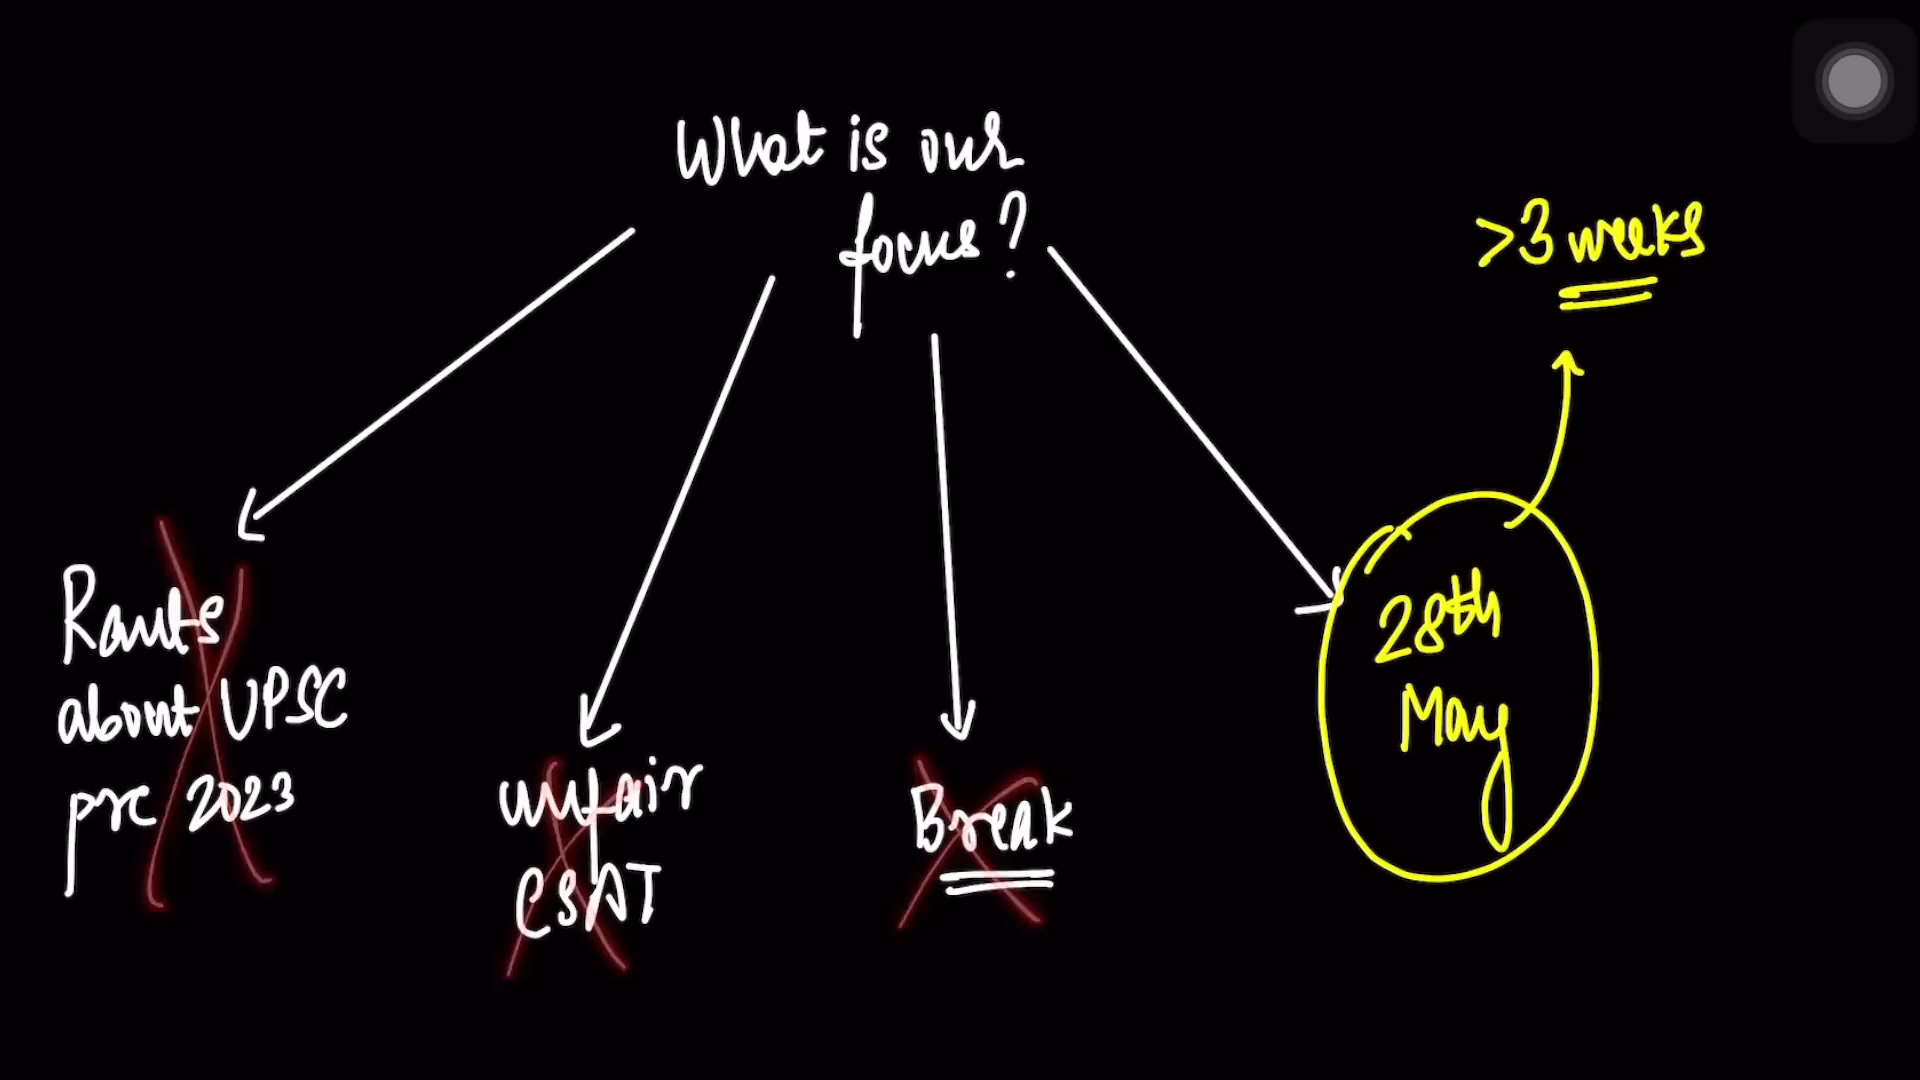 What is our
focus?
>3 weeks
Rants
about UPSC
pre 2023
unfair
CSAT
Break
28th
May